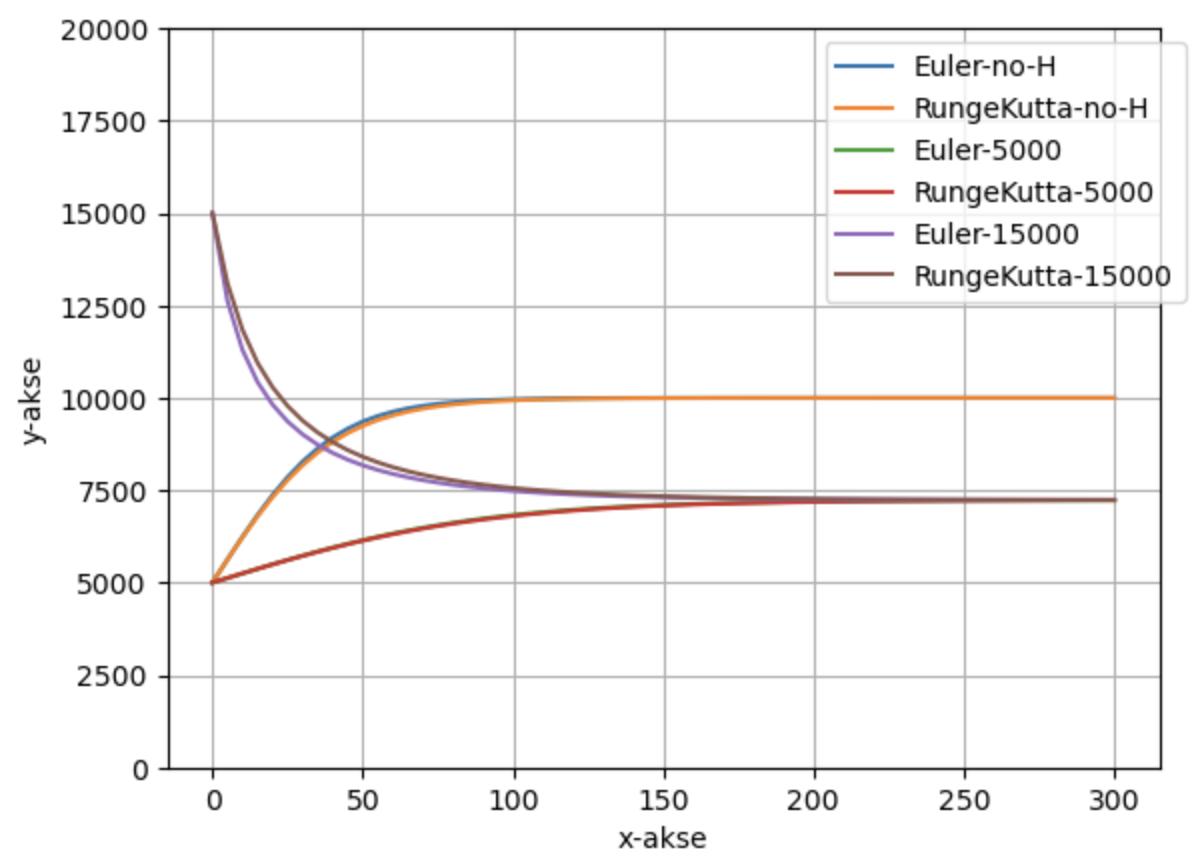 20000
17500
15000
12500
10000
7500
5000
2500
0
y-akse
0 50 100 150 200 250 300
x-akse
Euler-no-H
RungeKutta-no-H
Euler-5000
RungeKutta-5000
Euler-15000
RungeKutta-15000